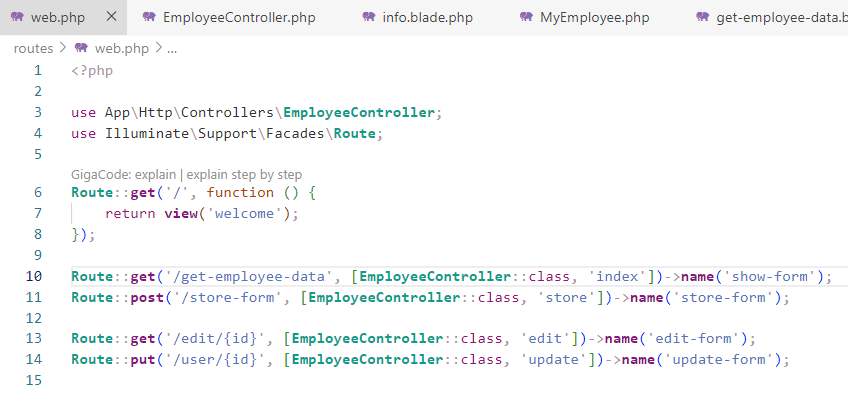 web.php × EmployeeController.php info.blade.php MyEmployee.php get-employee-data.b
routes > web.php > ...
1 <?php
2
3 use App\Http\Controllers\EmployeeController;
4 use Illuminate\Support\Facades\Route;
5
GigaCode: explain | explain step by step
6 Route::get('/', function () {
7 return view('welcome');
8 });
9
10 Route::get('/get-employee-data', [EmployeeController::class, 'index'])->name('show-form');
11 Route::post('/store-form', [EmployeeController::class, 'store'])->name('store-form');
12
13 Route::get('/edit/{id}', [EmployeeController::class, 'edit'])->name('edit-form');
14 Route::put('/user/{id}', [EmployeeController::class, 'update'])->name('update-form');
15